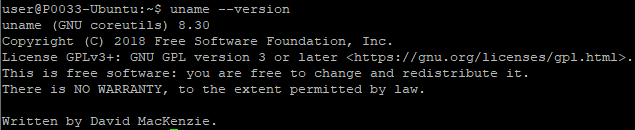 user@P0033-Ubuntu:~$ uname --version
uname (GNU coreutils) 8.30
Copyright (C) 2018 Free Software Foundation, Inc.
License GPLv3+: GNU GPL version 3 or later <https://gnu.org/licenses/gpl.html>.
This is free software: you are free to change and redistribute it.
There is NO WARRANTY, to the extent permitted by law.

Written by David MacKenzie.